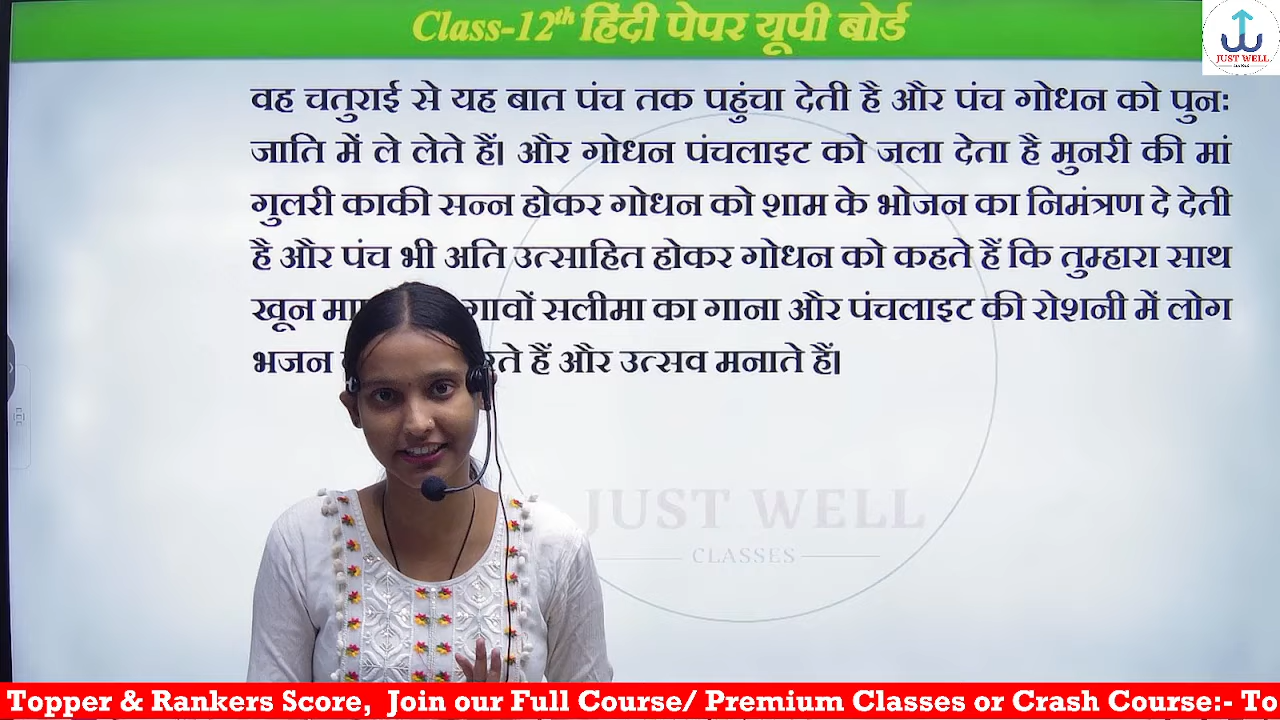 Class-12th हिंदी पेपर यूपी बोर्ड
JUST WELL
वह चतुराई से यह बात पंच तक पहुंचा देती है और पंच गोधन को पुनः
जाति में ले लेते हैं। और गोधन पंचलाइट को जला देता है मुनरी की मां
गुलरी काकी सन्न होकर गोधन को शाम के भोजन का निमंत्रण दे देती
है और पंच भी अति उत्साहित होकर गोधन को कहते हैं कि तुम्हारा साथ
खून गावों सलीमा का गाना और पंचलाइट की रोशनी में लोग
भजन हैं और उत्सव मनाते हैं।
JUST WELL
CLASSES
Topper & Rankers Score, Join our Full Course/ Premium Classes or Crash Course:- To